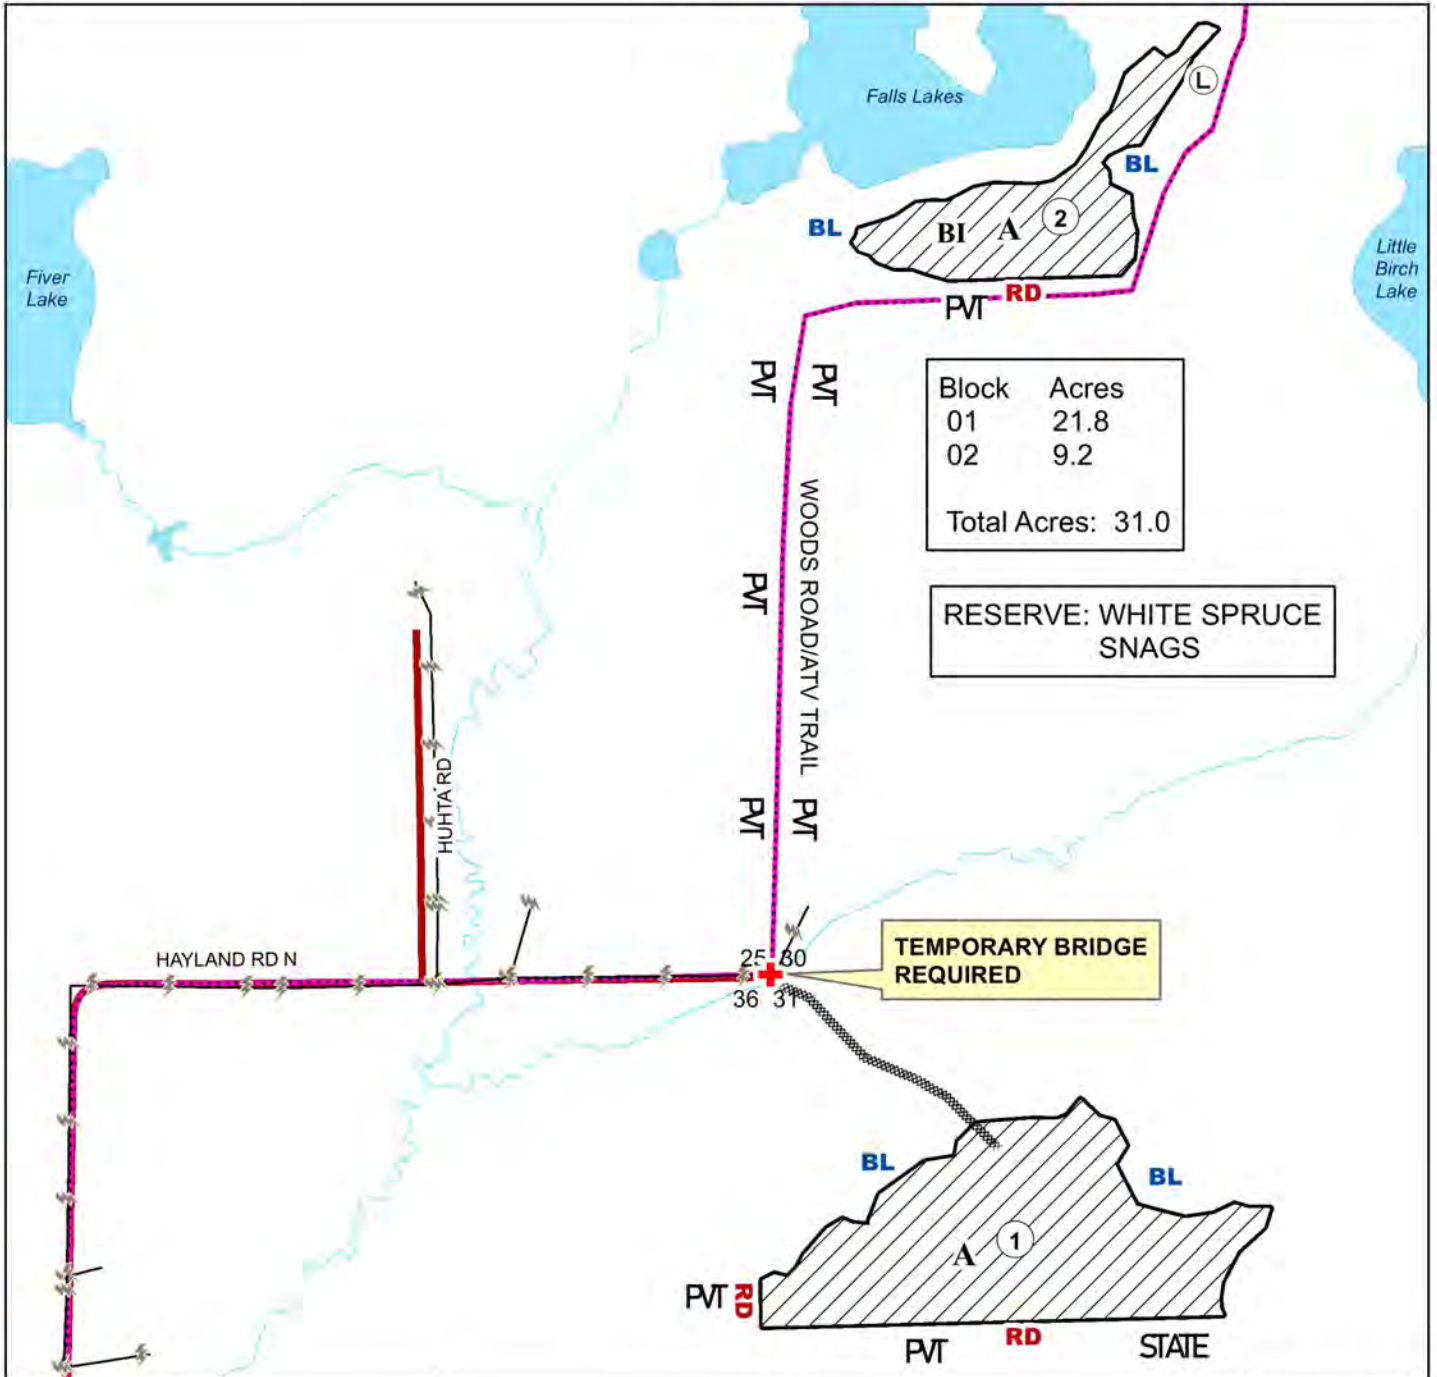 Falls Lakes
L
BL
2
BI A
BL
Fiver
Lake
Little
Birch
Lake
RD
PVT
PVT
PVT
Block Acres
01 21.8
02 9.2
Total Acres: 31.0
WOODS ROAD/ATV TRAIL
PVT
RESERVE: WHITE SPRUCE
SNAGS
HUHTA RD
PVT
PVT
HAYLAND RD N
25 30
36 31
TEMPORARY BRIDGE
REQUIRED
BL
BL
A 1
PVT RD
PVT
RD
STATE